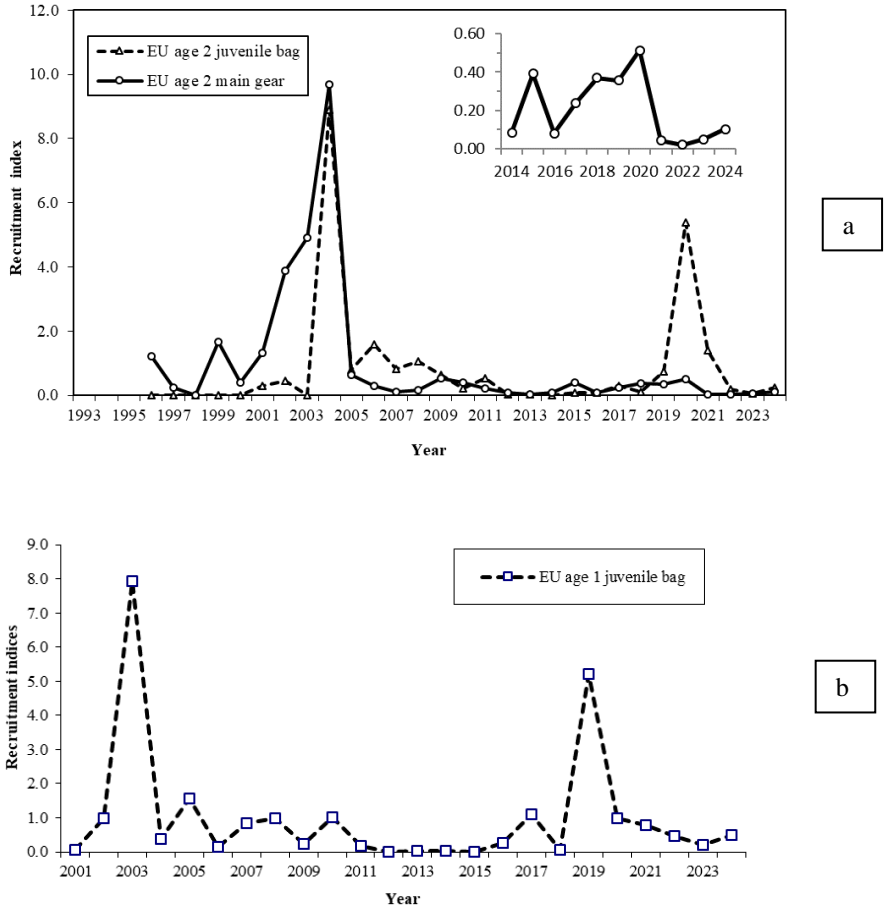 12.0
10.0
8.0
6.0
4.0
2.0
0.0
Recruitment index
EU age 2 juvenile bag
EU age 2 main gear
0.60
0.40
0.20
0.00
2014 2016 2018 2020 2022 2024
1993 1995 1997 1999 2001 2003 2005 2007 2009 2011 2013 2015 2017 2019 2021 2023
Year
a
9.0
8.0
7.0
6.0
5.0
4.0
3.0
2.0
1.0
0.0
Recruitment indices
EU age 1 juvenile bag
2001 2003 2005 2007 2009 2011 2013 2015 2017 2019 2021 2023
Year
b